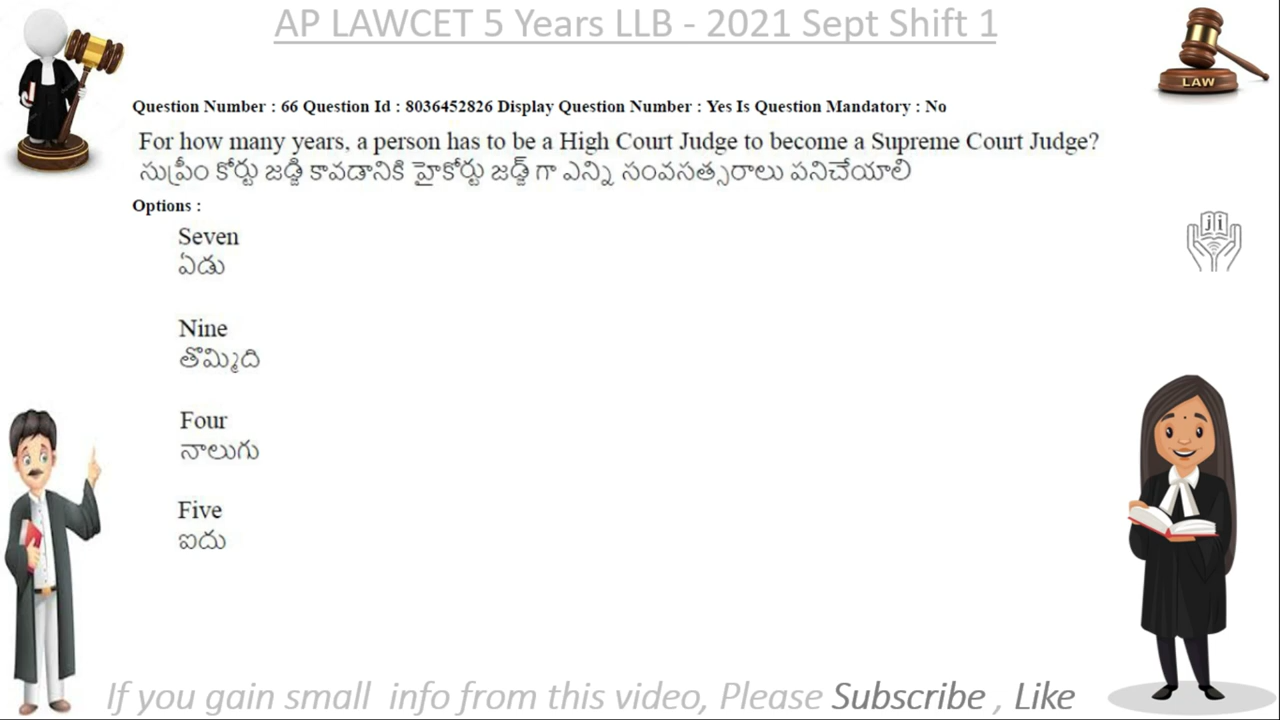 AP LAWCET 5 Years LLB - 2021 Sept Shift 1
LAW
Question Number : 66 Question Id : 8036452826 Display Question Number : Yes Is Question Mandatory : No
For how many years, a person has to be a High Court Judge to become a Supreme Court Judge?
సుప్రీం కోర్టు జడ్జి కావడానికి హైకోర్టు జడ్జ్ గా ఎన్ని సంవసత్సరాలు పనిచేయాలి
Options :
Seven
ఏడు
ji
Nine
తొమ్మిది
Four
నాలుగు
Five
ఐదు
If you gain small info from this video, Please Subscribe , Like